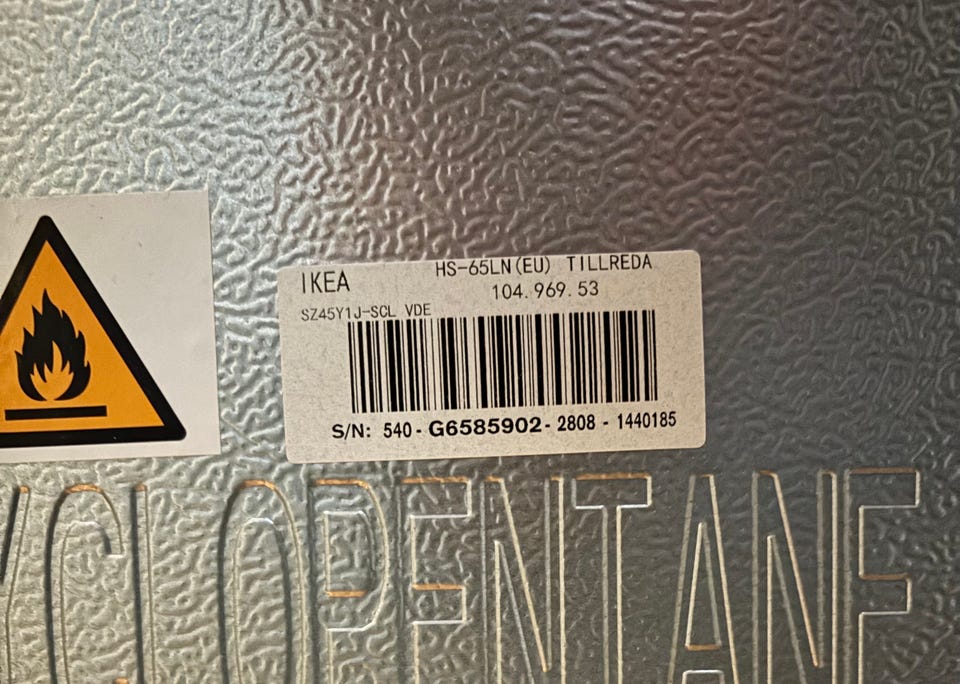 IKEA HS-65LN(EU) TILLREDA
104.969.53
SZ45Y1J-SCL VDE
S/N: 540-G6585902-2808-1440185
YCLOPENTANE